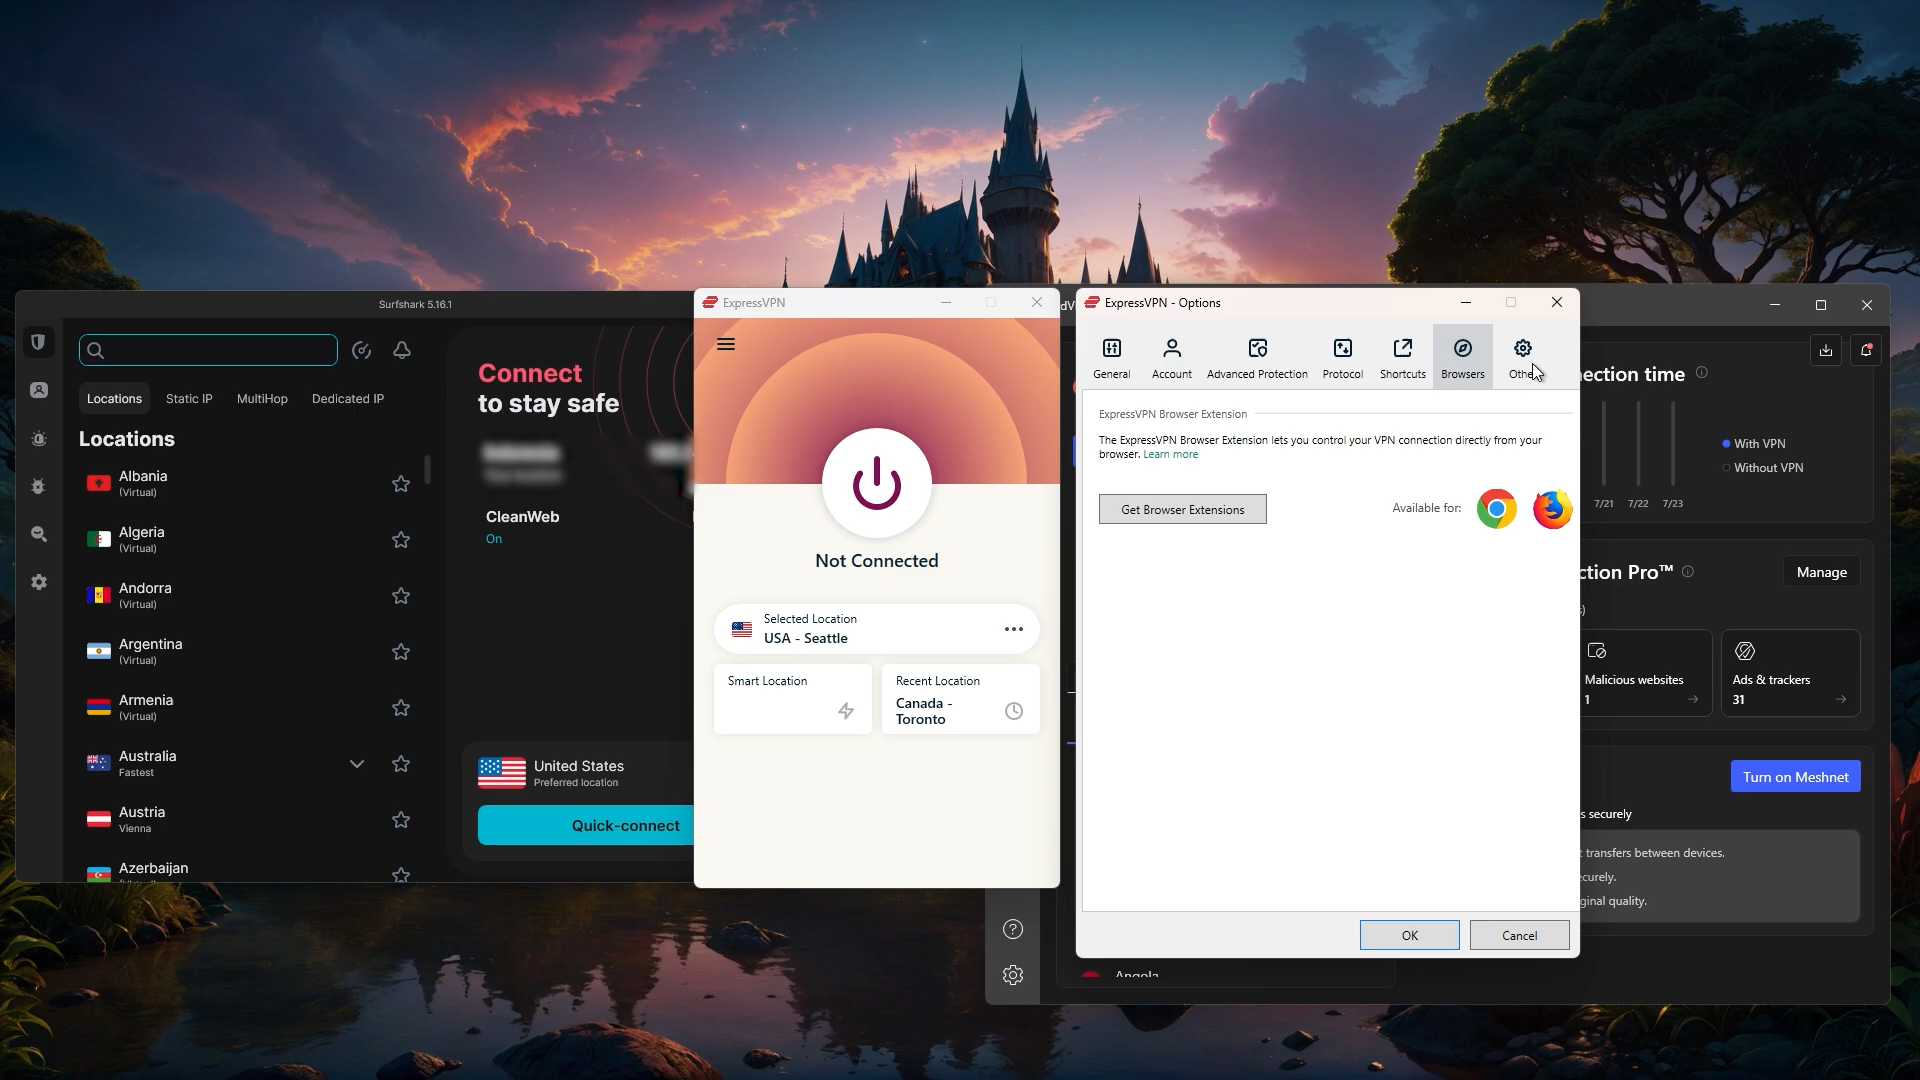 Surfshark 5.16.1
Locations
Static IP
MultiHop
Dedicated IP
Locations
Albania
(Virtual)
Algeria
(Virtual)
Andorra
(Virtual)
Argentina
(Virtual)
Armenia
(Virtual)
Australia
Fastest
Austria
Vienna
Azerbaijan
Connect
to stay safe
CleanWeb
On
United States
Preferred location
Quick-connect
ExpressVPN
Not Connected
Selected Location
USA - Seattle
Smart Location
Recent Location
Canada -
Toronto
ExpressVPN - Options
General
Account
Advanced Protection
Protocol
Shortcuts
Browsers
ExpressVPN Browser Extension
The ExpressVPN Browser Extension lets you control your VPN connection directly from your
browser. Learn more
Get Browser Extensions
Available for:
OK
Cancel
ection time
With VPN
Without VPN
7/21
7/22
7/23
ction Pro™
Manage
Malicious websites
1
Ads & trackers
31
Turn on Meshnet
s securely
transfers between devices.
curely.
ginal quality.
Angola